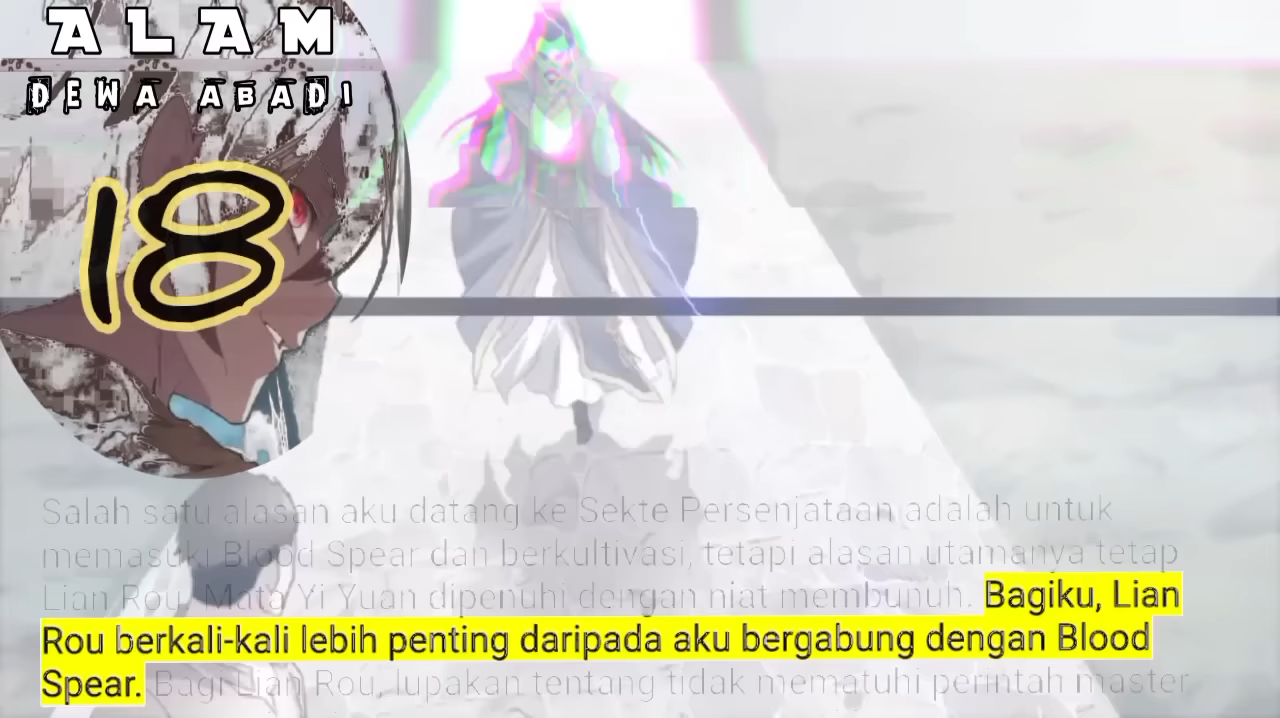 ALAM
DEWA ABADI
18
Salah satu alasan aku datang ke Sekte Persenjataan adalah untuk
memasuki Blood Spear dan berkultivasi, tetapi alasan utamanya tetap
Lian Rou. Mata Yi Yuan dipenuhi dengan niat membunuh. Bagiku, Lian
Rou berkali-kali lebih penting daripada aku bergabung dengan Blood
Spear. Bagi Lian Rou, lupakan tentang tidak mematuhi perintah master